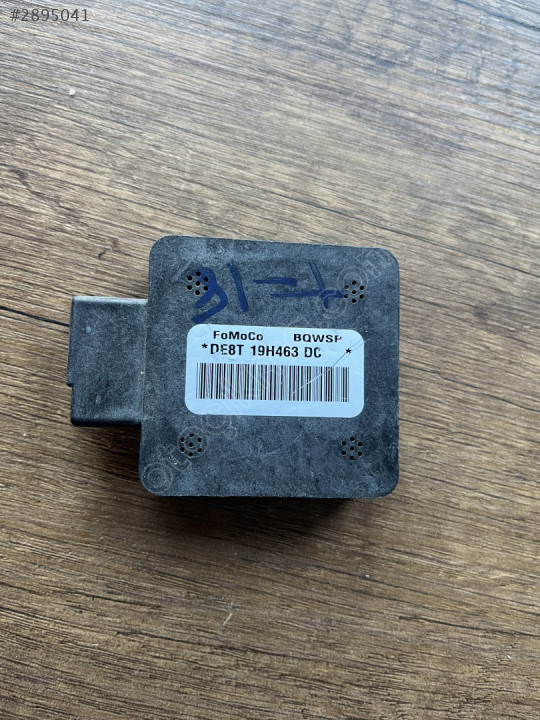 #2895041
FoMoCo BQWSP
*DE8T 19H463 DC *